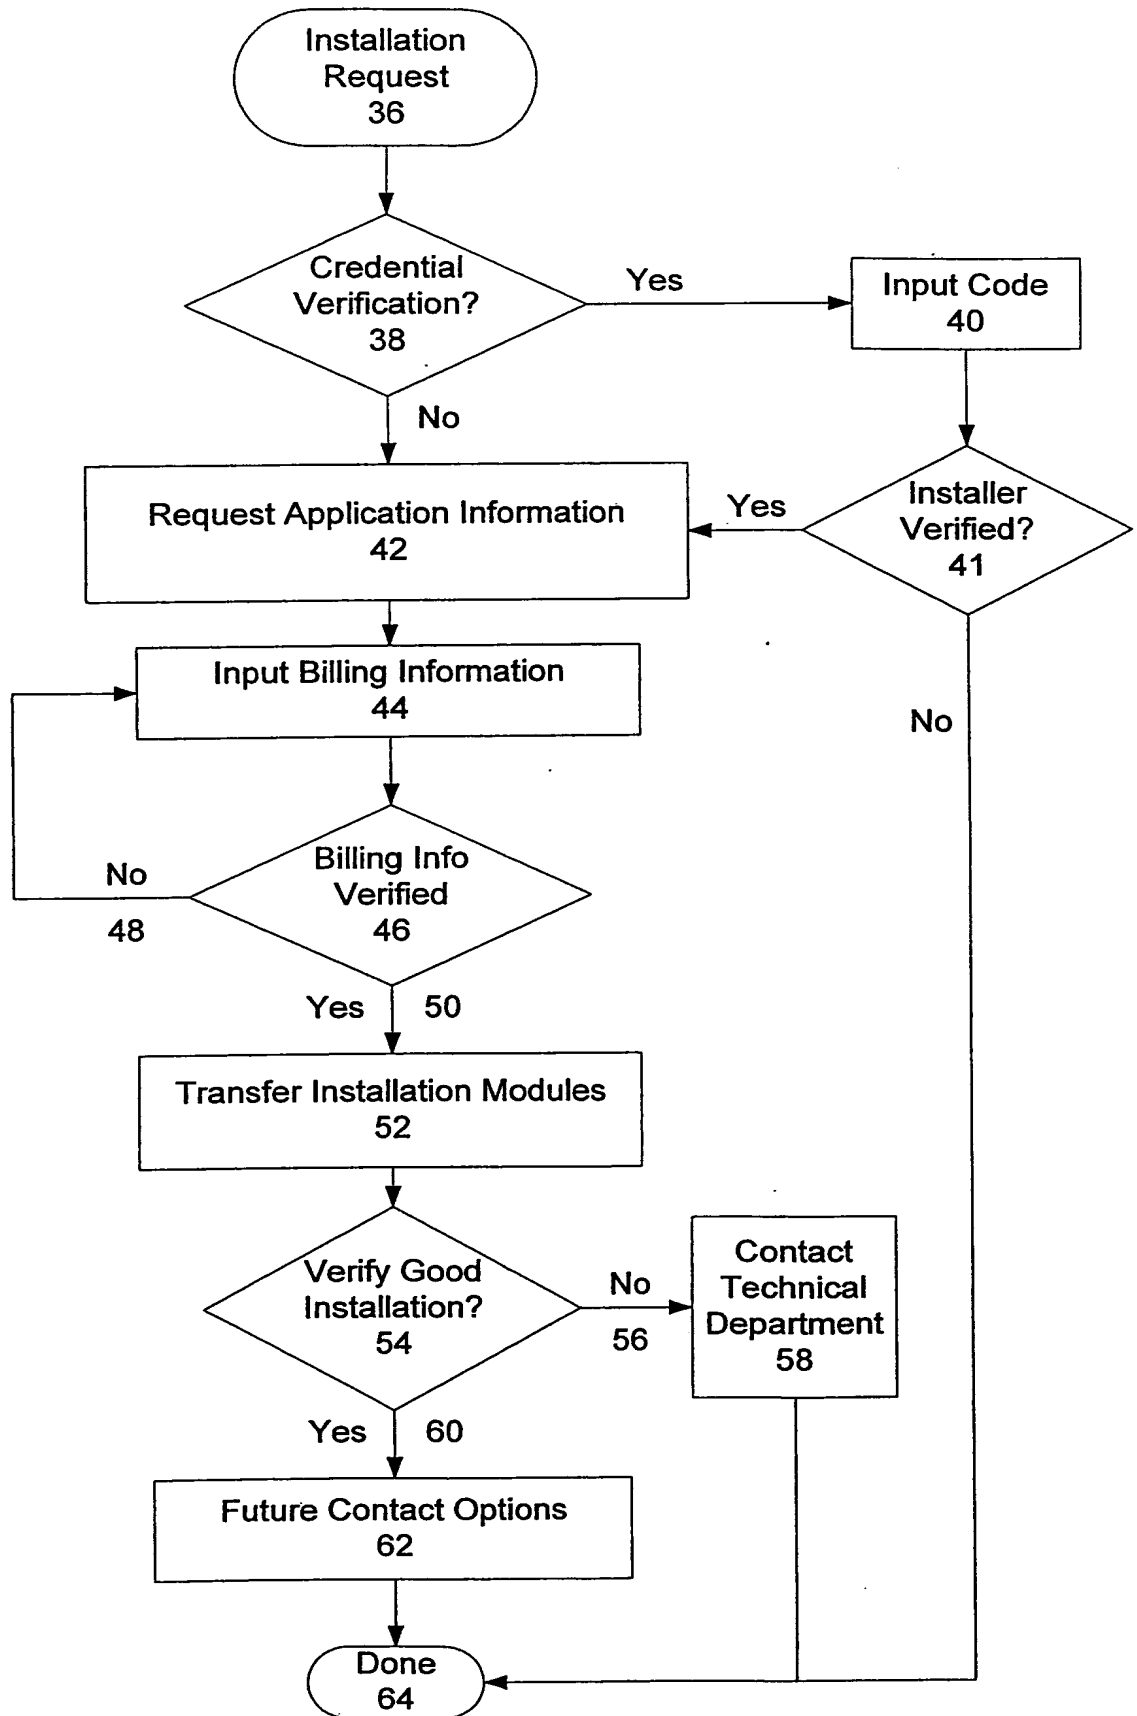 Installation
Request
36
Credential
Verification?
38
Yes
Input Code
40
No
Request Application Information
42
Yes
Installer
Verified?
41
Input Billing Information
44
No
Billing Info
Verified
46
No
48
Yes 50
Transfer Installation Modules
52
Verify Good
Installation?
54
No
56
Contact
Technical
Department
58
Yes 60
Future Contact Options
62
Done
64